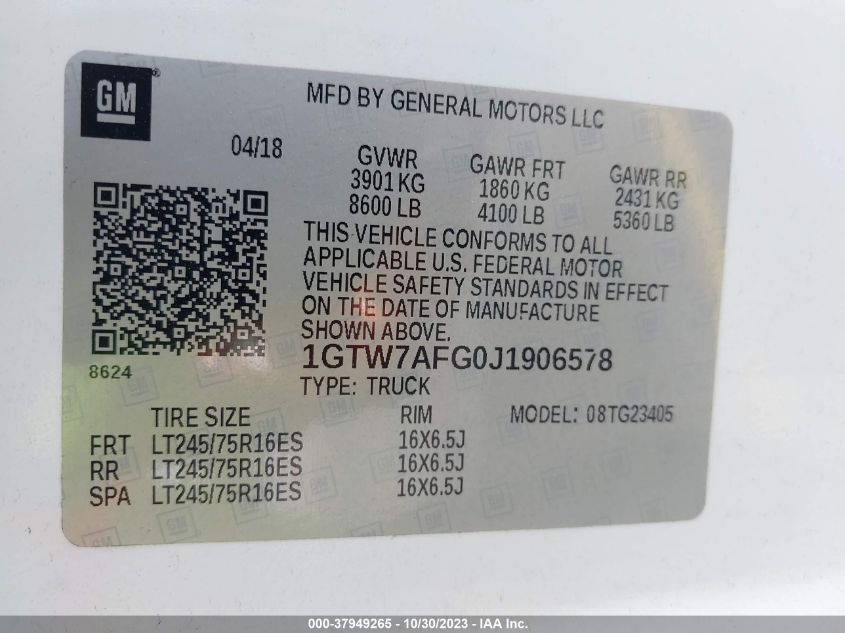 GM®
MFD BY GENERAL MOTORS LLC
04/18
GVWR GAWR FRT GAWR RR
3901 KG 1860 KG 2431 KG
8600 LB 4100 LB 5360 LB
THIS VEHICLE CONFORMS TO ALL
APPLICABLE U.S. FEDERAL MOTOR
VEHICLE SAFETY STANDARDS IN EFFECT
ON THE DATE OF MANUFACTURE
SHOWN ABOVE.
1GTW7AFG0J1906578
8624
TYPE: TRUCK
TIRE SIZE RIM MODEL: 08TG23405
FRT LT245/75R16ES 16X6.5J
RR LT245/75R16ES 16X6.5J
SPA LT245/75R16ES 16X6.5J
000-37949265 - 10/30/2023 - IAA Inc.